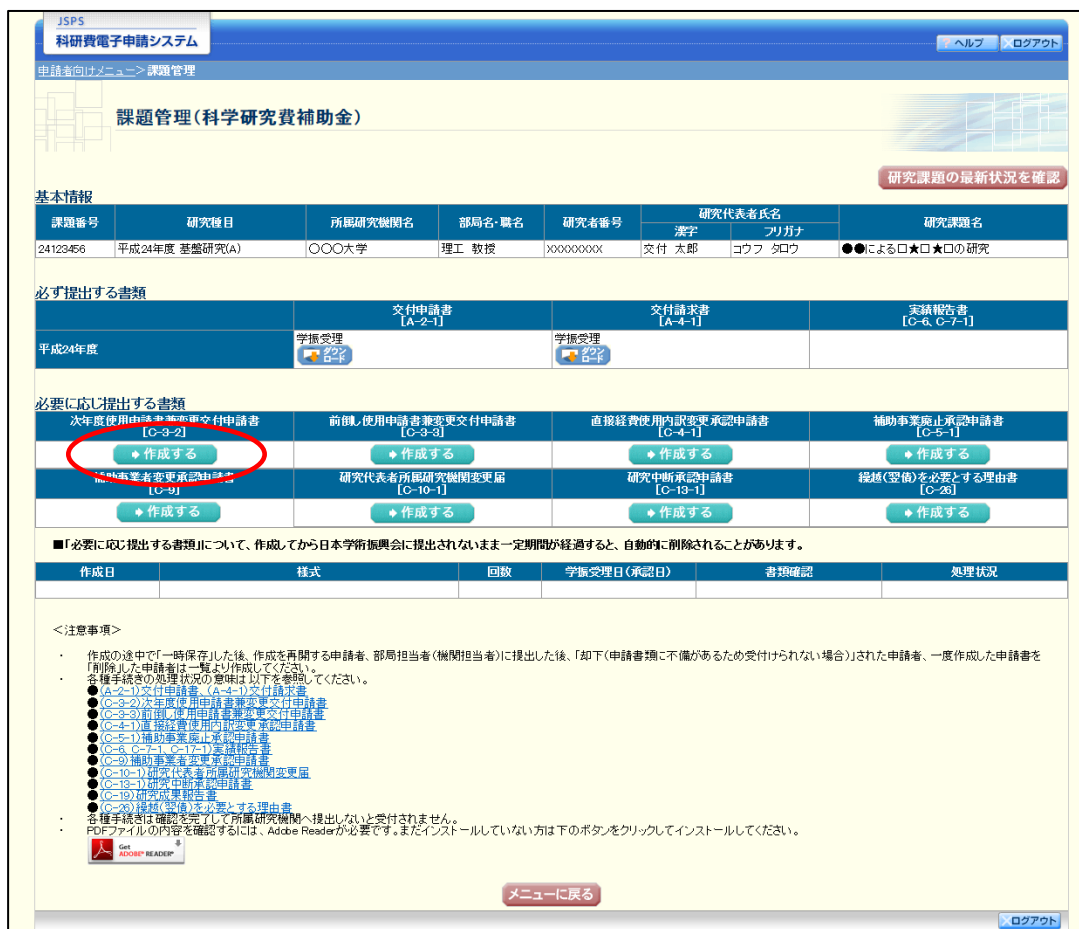 JSPS
科研費電子申請システム
? ヘルプ ×ログアウト
申請者向けメニュー>課題管理
課題管理(科学研究費補助金)
研究課題の最新状況を確認
基本情報
課題番号 研究種目 所属研究機関名 部局名・職名 研究者番号 研究代表者氏名 研究課題名
漢字 フリガナ
24123456 平成24年度 基盤研究(A) 〇〇〇大学 理工 教授 XXXXXXXXX 交付 太郎 コウフ タロウ ●●による□★□★□の研究
必ず提出する書類
交付申請書 交付請求書 実績報告書
[A-2-1] [A-4-1] [C-6、C-7-1]
平成24年度 学振受理 学振受理
ダウンロード ダウンロード
必要に応じ提出する書類
次年度使用申請書兼変更交付申請書 前倒し使用申請書兼変更交付申請書 直接経費使用内訳変更承認申請書 補助事業廃止承認申請書
[C-3-2] [C-3-3] [C-4-1] [C-5-1]
作成する 作成する 作成する 作成する
補助事業者変更承認申請書 研究代表者所属研究機関変更届 研究中断承認申請書 繰越(翌債)を必要とする理由書
[C-9] [C-10-1] [C-13-1] [C-26]
作成する 作成する 作成する 作成する
■「必要に応じ提出する書類」について、作成してから日本学術振興会に提出されないまま一定期間が経過すると、自動的に削除されることがあります。
作成日 様式 回数 学振受理日(承認日) 書類確認 処理状況
<注意事項>
・ 作成の途中で「一時保存」した後、作成を再開する申請者、部局担当者(機関担当者)に提出した後、「却下(申請書類に不備があるため受付けられない場合)」された申請者、一度作成した申請書を
「削除」した申請者は一覧より作成してください。
・ 各種手続きの処理状況の意味は以下を参照してください。
●(A-2-1)交付申請書、(A-4-1)交付請求書
●(C-3-2)次年度使用申請書兼変更交付申請書
●(C-3-3)前倒し使用申請書兼変更交付申請書
●(C-4-1)直接経費使用内訳変更承認申請書
●(C-5-1)補助事業廃止承認申請書
●(C-6、C-7-1、C-17-1)実績報告書
●(C-9)補助事業者変更承認申請書
●(C-10-1)研究代表者所属研究機関変更届
●(C-13-1)研究中断承認申請書
●(C-19)研究成果報告書
●(C-26)繰越(翌債)を必要とする理由書
・ 各種手続きは確認を完了して所属研究機関へ提出しないと受付されません。
・ PDFファイルの内容を確認するには、Adobe Readerが必要です。まだインストールしていない方は下のボタンをクリックしてインストールしてください。
Get
ADOBE® READER®
メニューに戻る
×ログアウト